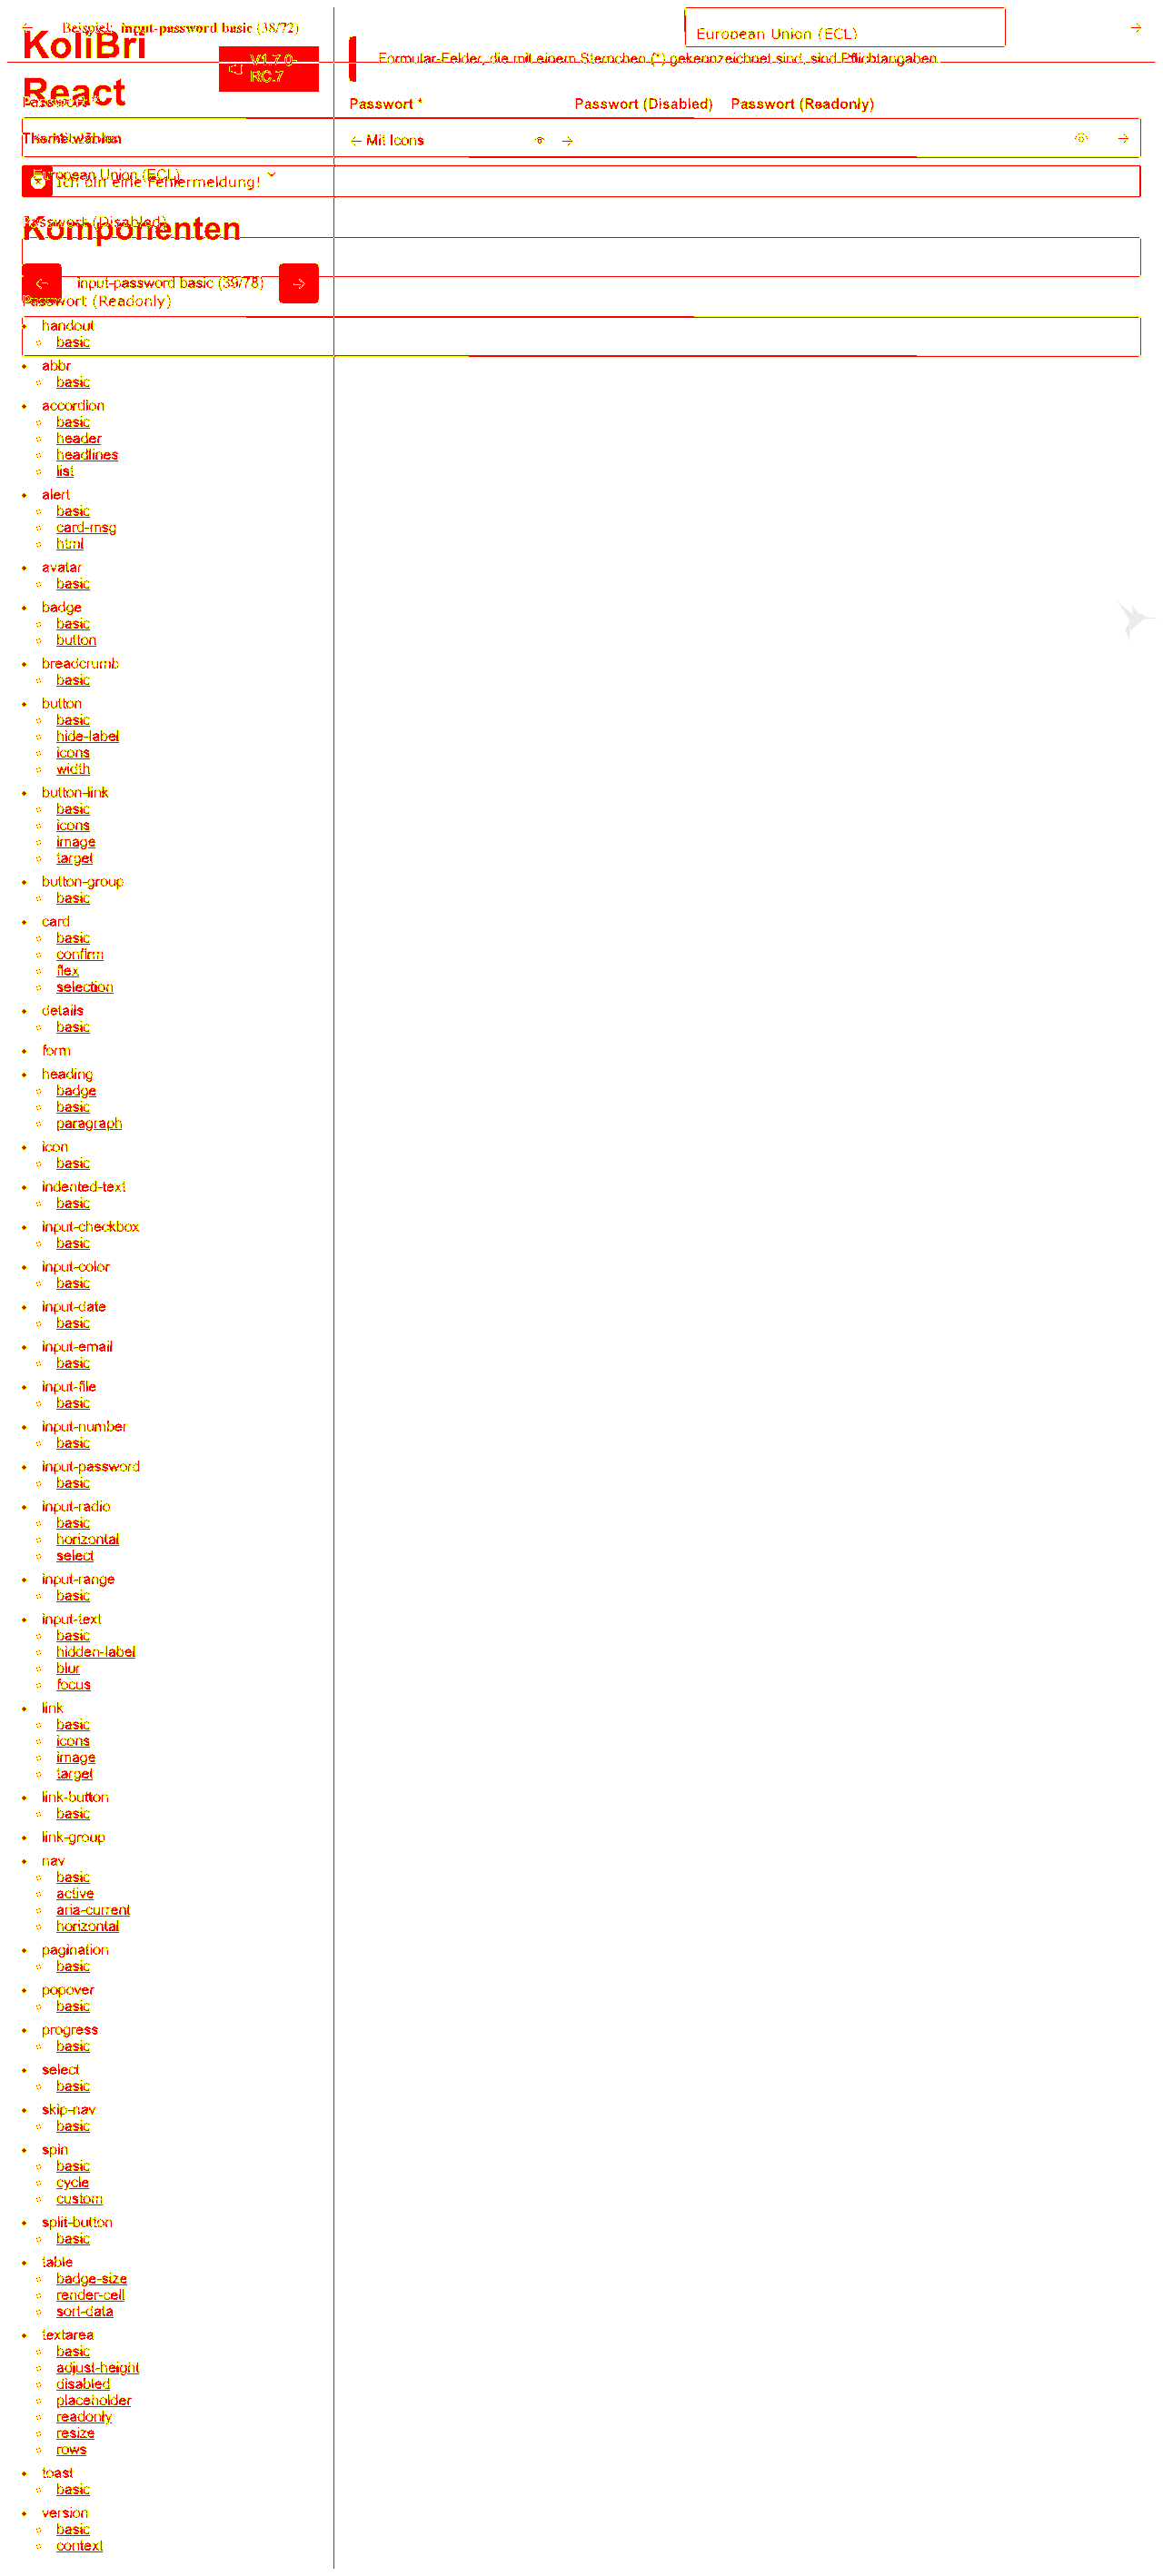 Beispiel: input-password basic (38/72)
European Union (ECL)
KoliBri
React
V1.7.0-
RC.7
Formular-Felder, die mit einem Sternchen (*) gekennzeichnet sind, sind Pflichtangaben.
Passwort *
Passwort (Disabled)
Passwort (Readonly)
Mit Icons
Theme wählen
European Union (ECL)
Ich bin eine Fehlermeldung!
Passwort (Disabled)
Komponenten
input-password basic (39/78)
Passwort (Readonly)
handout
basic
abbr
basic
accordion
basic
header
headlines
list
alert
basic
card-msg
html
avatar
basic
badge
basic
button
breadcrumb
basic
button
basic
hide-label
icons
width
button-link
basic
icons
image
target
button-group
basic
card
basic
confirm
flex
selection
details
basic
form
heading
badge
basic
paragraph
icon
basic
indented-text
basic
input-checkbox
basic
input-color
basic
input-date
basic
input-email
basic
input-file
basic
input-number
basic
input-password
basic
input-radio
basic
horizontal
select
input-range
basic
input-text
basic
hidden-label
blur
focus
link
basic
icons
image
target
link-button
basic
link-group
nav
basic
active
aria-current
horizontal
pagination
basic
popover
basic
progress
basic
select
basic
skip-nav
basic
spin
basic
cycle
custom
split-button
basic
table
badge-size
render-cell
sort-data
textarea
basic
adjust-height
disabled
placeholder
readonly
resize
rows
toast
basic
version
basic
context